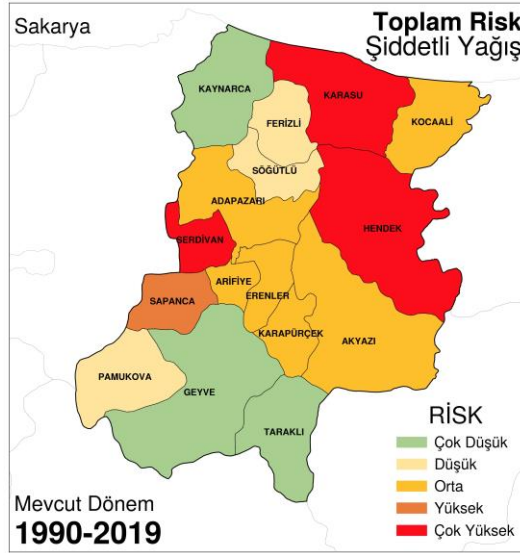 Sakarya
Toplam Risk
Şiddetli Yağış
KAYNARCA
KARASU
KOCAALİ
FERİZLİ
SÖĞÜTLÜ
ADAPAZARI
SERDİVAN
HENDEK
ARİFİYE
SAPANCA
ERENLER
KARAPÜRÇEK
AKYAZI
PAMUKOVA
GEYVE
TARAKLI
RİSK
Çok Düşük
Düşük
Orta
Yüksek
Çok Yüksek
Mevcut Dönem
1990-2019